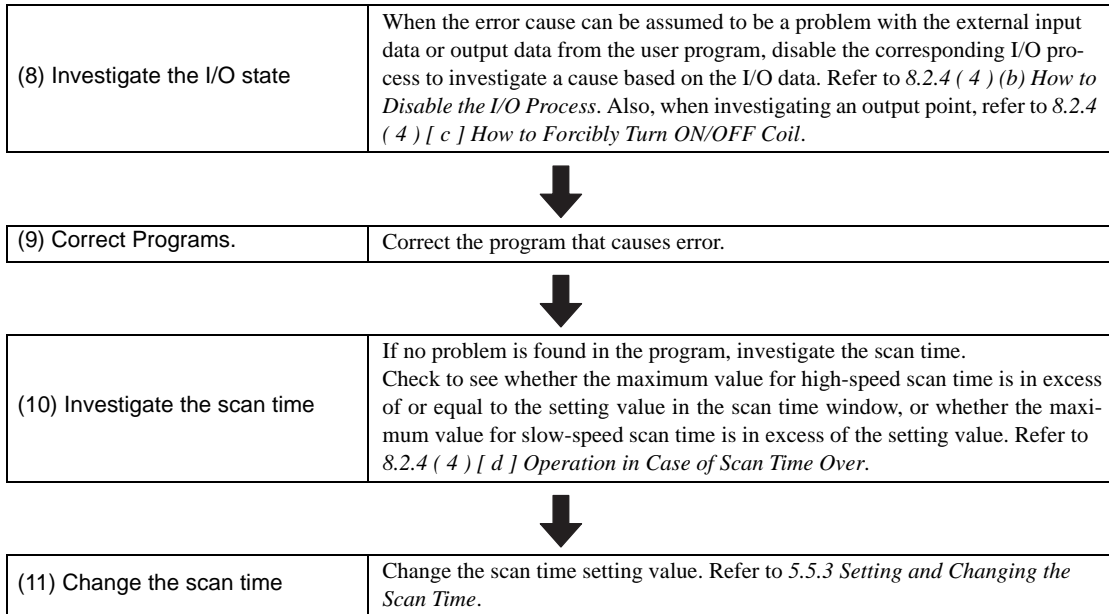 (8) Investigate the I/O state
When the error cause can be assumed to be a problem with the external input
data or output data from the user program, disable the corresponding I/O pro-
cess to investigate a cause based on the I/O data. Refer to 8.2.4 ( 4 ) (b) How to
Disable the I/O Process. Also, when investigating an output point, refer to 8.2.4
( 4 ) [ c ] How to Forcibly Turn ON/OFF Coil.
(9) Correct Programs.
Correct the program that causes error.
(10) Investigate the scan time
If no problem is found in the program, investigate the scan time.
Check to see whether the maximum value for high-speed scan time is in excess
of or equal to the setting value in the scan time window, or whether the maxi-
mum value for slow-speed scan time is in excess of the setting value. Refer to
8.2.4 ( 4 ) [ d ] Operation in Case of Scan Time Over.
(11) Change the scan time
Change the scan time setting value. Refer to 5.5.3 Setting and Changing the
Scan Time.